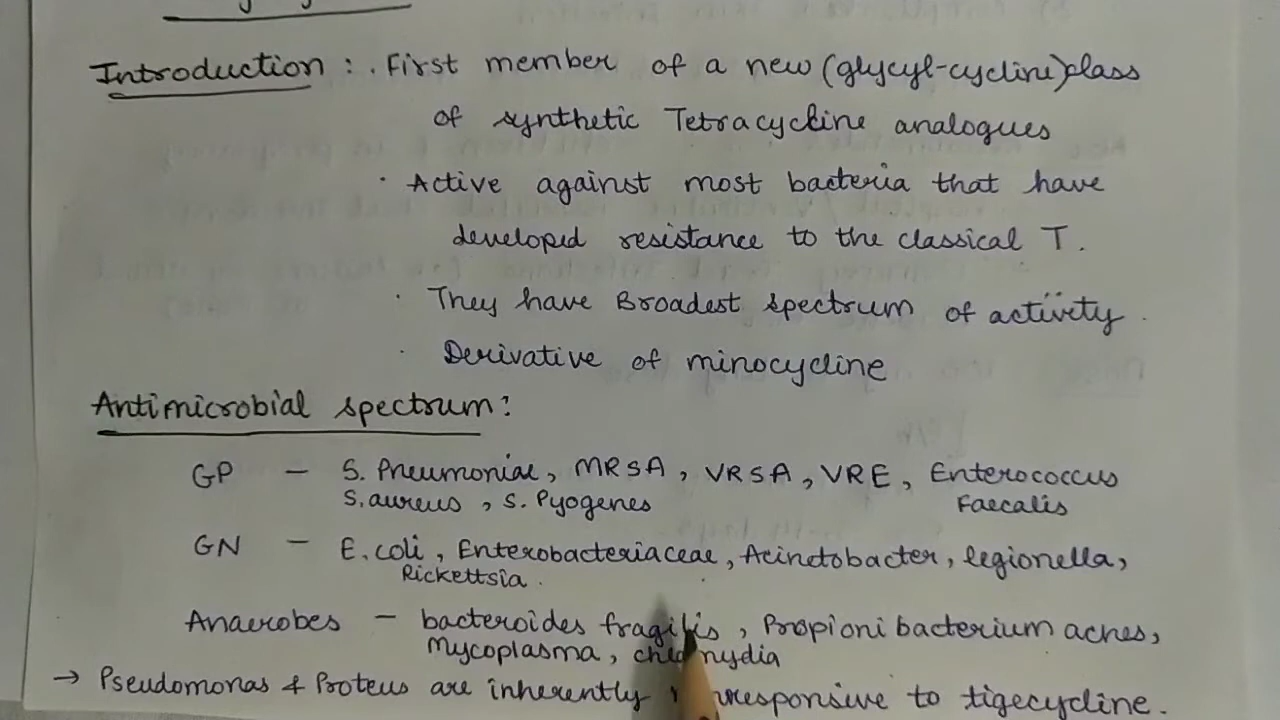 Introduction : . First member of a new (glycyl-cycline) class
of synthetic Tetracycline analogues
· Active against most bacteria that have
developed resistance to the classical T.
· They have Broadest spectrum of activity.
· Derivative of minocycline
Antimicrobial spectrum:
GP – S. Pneumoniae, MRSA, VRSA, VRE, Enterococcus
S. aureus, S. Pyogenes Faecalis
GN – E. coli, Enterobacteriaceae, Acinetobacter, legionella,
Rickettsia.
Anaerobes – bacteroides fragilis, Propioni bacterium acnes,
Mycoplasma, chlamydia
→ Pseudomonas & Proteus are inherently to tigecycline.